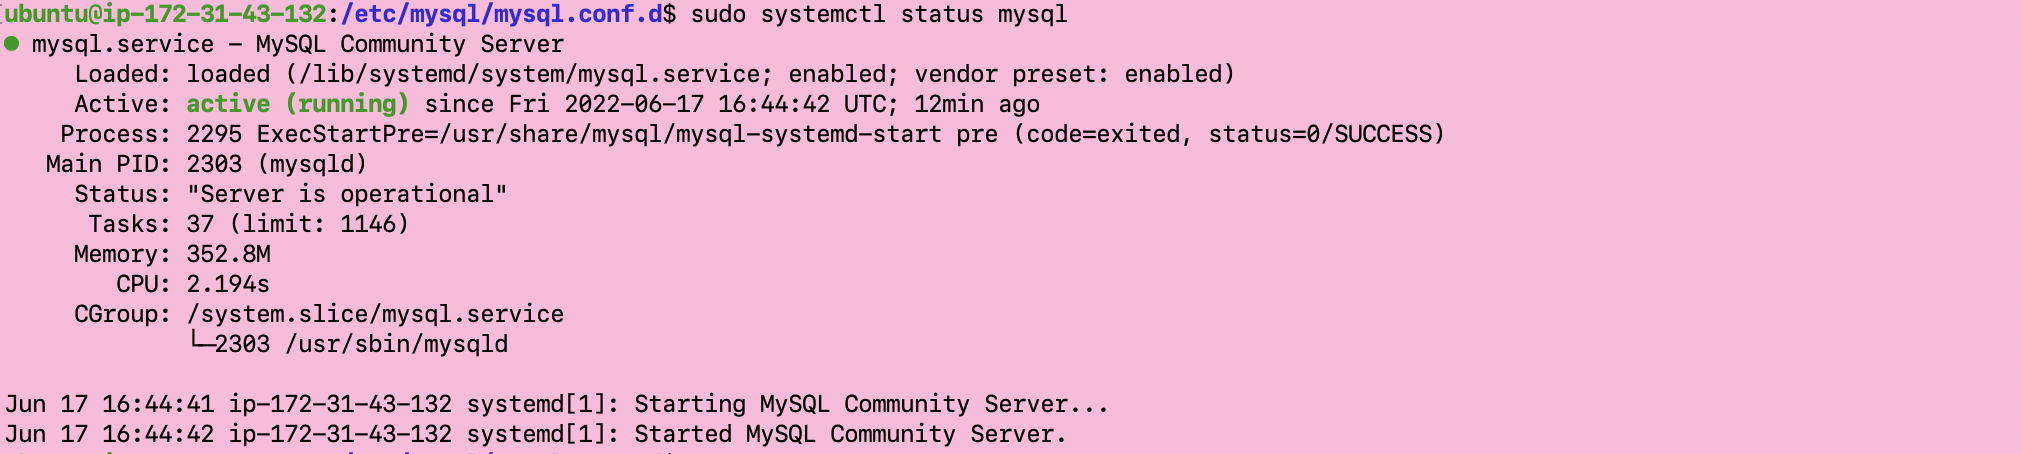 ubuntu@ip-172-31-43-132:/etc/mysql/mysql.conf.d$ sudo systemctl status mysql
● mysql.service - MySQL Community Server
Loaded: loaded (/lib/systemd/system/mysql.service; enabled; vendor preset: enabled)
Active: active (running) since Fri 2022-06-17 16:44:42 UTC; 12min ago
Process: 2295 ExecStartPre=/usr/share/mysql/mysql-systemd-start pre (code=exited, status=0/SUCCESS)
Main PID: 2303 (mysqld)
Status: "Server is operational"
Tasks: 37 (limit: 1146)
Memory: 352.8M
CPU: 2.194s
CGroup: /system.slice/mysql.service
└─2303 /usr/sbin/mysqld
Jun 17 16:44:41 ip-172-31-43-132 systemd[1]: Starting MySQL Community Server...
Jun 17 16:44:42 ip-172-31-43-132 systemd[1]: Started MySQL Community Server.